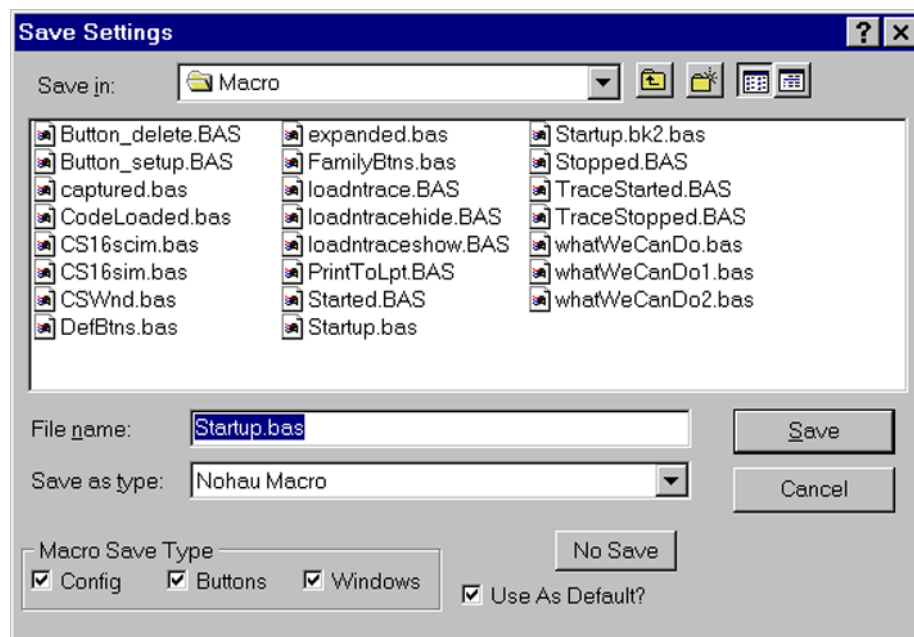 Save Settings
Save in: Macro
Button_delete.BAS
Button_setup.BAS
captured.bas
CodeLoaded.bas
CS16scim.bas
CS16sim.bas
CSWnd.bas
DefBtns.bas
expanded.bas
FamilyBtns.bas
loadntrace.BAS
loadntracehide.BAS
loadntraceshow.BAS
PrintToLpt.BAS
Started.BAS
Startup.bas
Startup.bk2.bas
Stopped.BAS
TraceStarted.BAS
TraceStopped.BAS
whatWeCanDo.bas
whatWeCanDo1.bas
whatWeCanDo2.bas
File name: Startup.bas
Save
Save as type: Nohau Macro
Cancel
No Save
Macro Save Type
Config Buttons Windows
Use As Default?